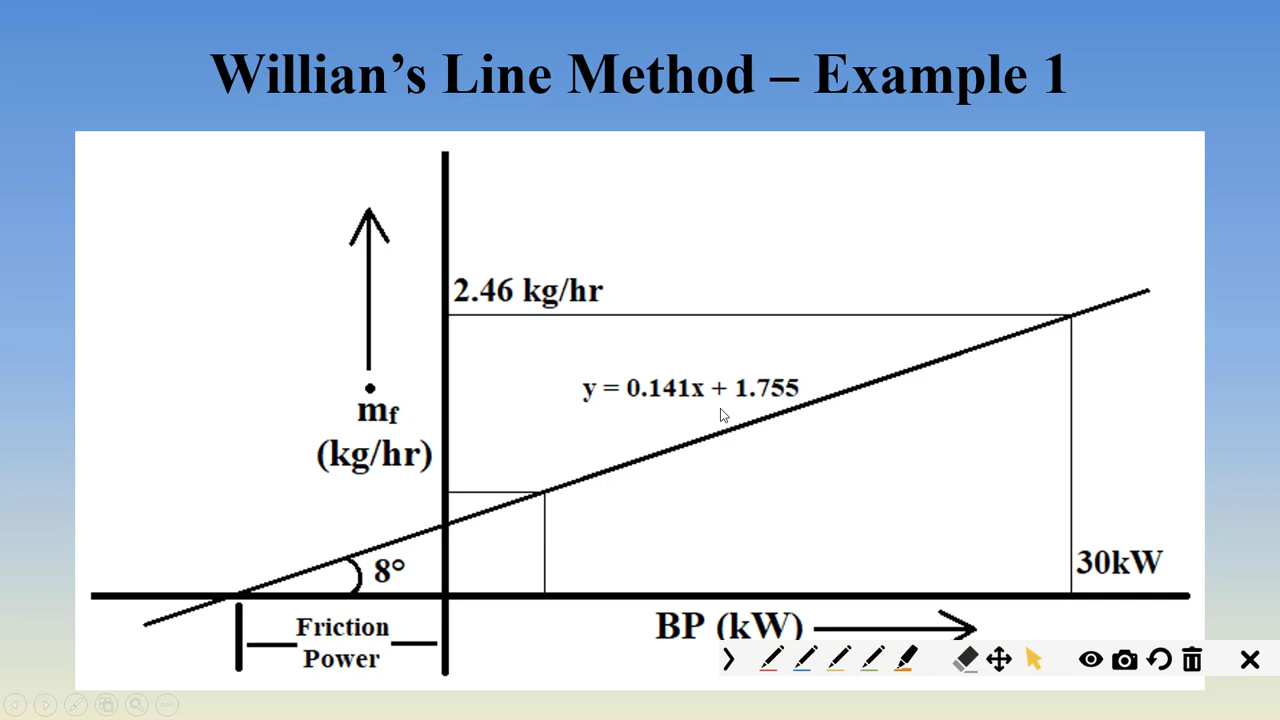 Willian’s Line Method – Example 1
2.46 kg/hr
y = 0.141x + 1.755
ṁf
(kg/hr)
8°
30kW
Friction
Power
BP (kW)